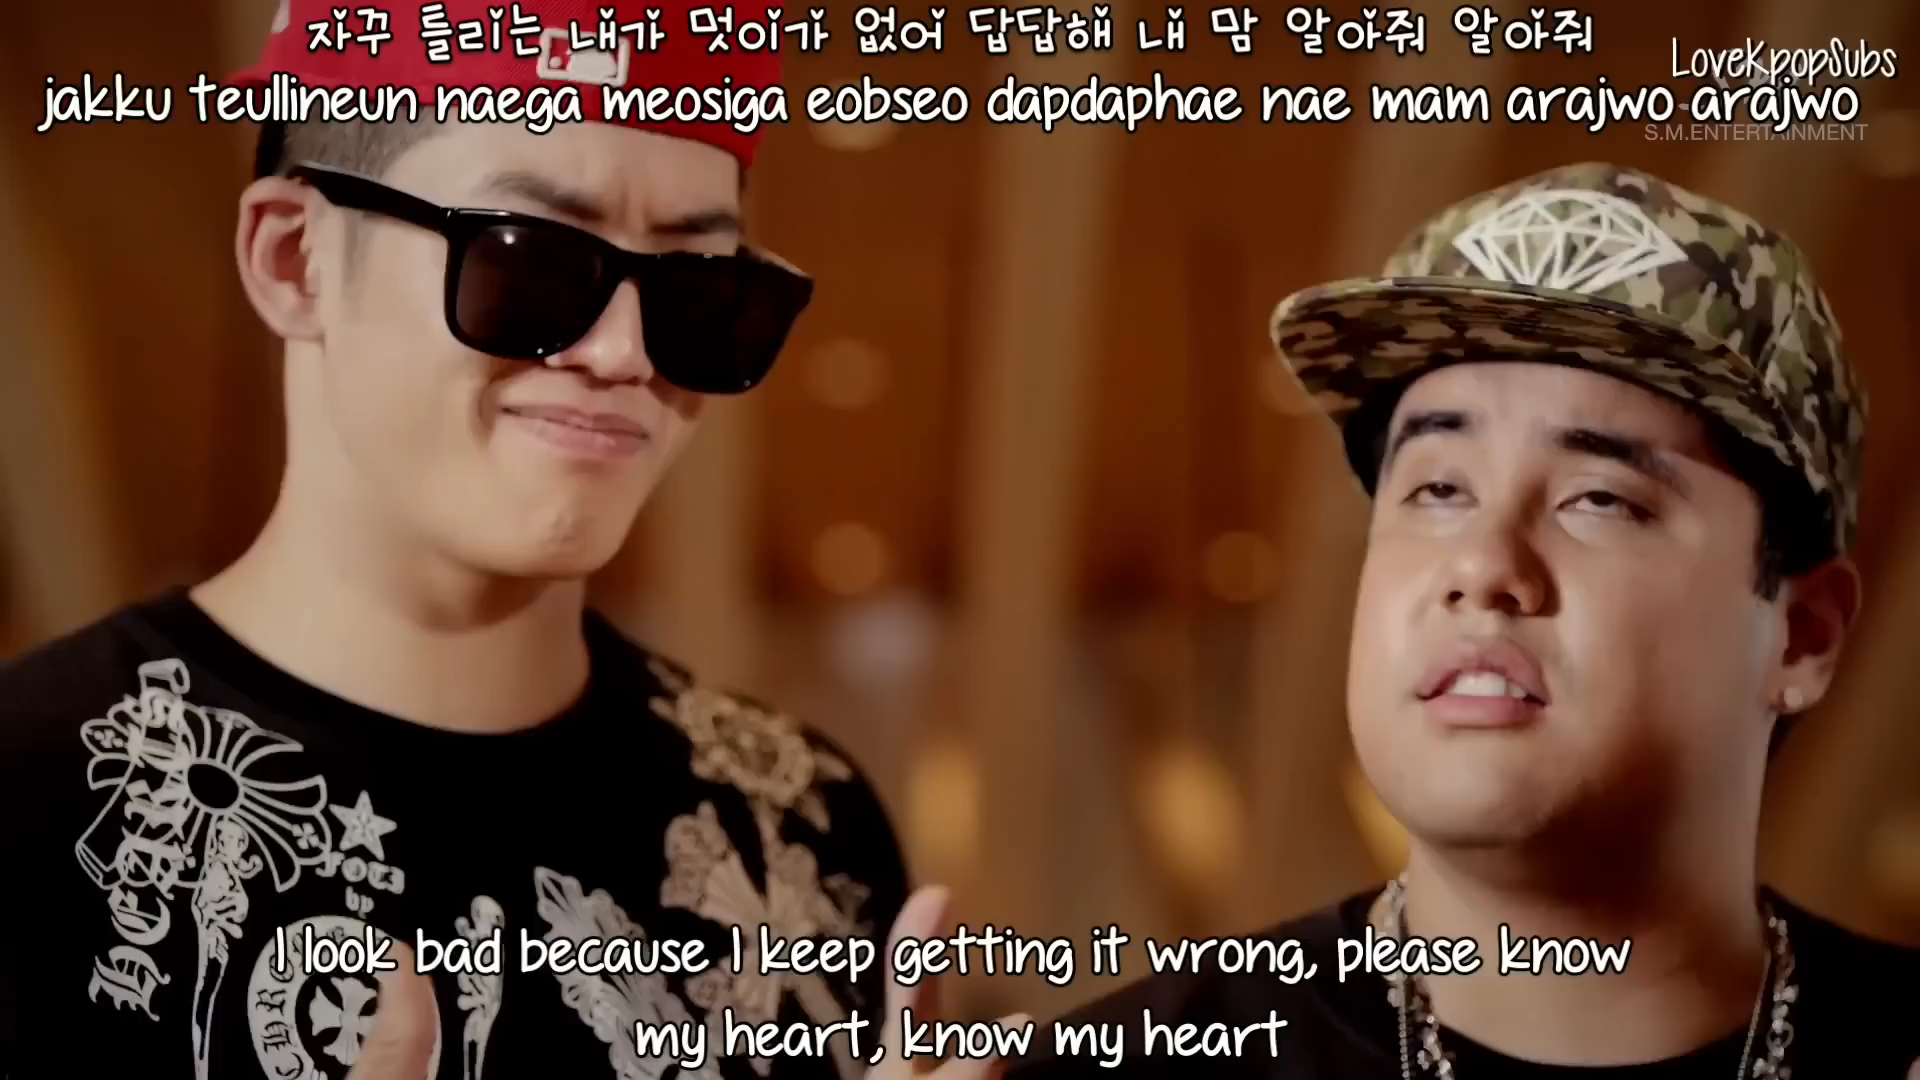 자꾸 틀리는 내가 멋이가 없어 답답해 내 맘 알아줘 알아줘
LoveKpopSubs
jakku teullineun naega meosiga eobseo dapdaphae nae mam arajwo arajwo
S.M.ENTERTAINMENT
I look bad because I keep getting it wrong, please know
my heart, know my heart